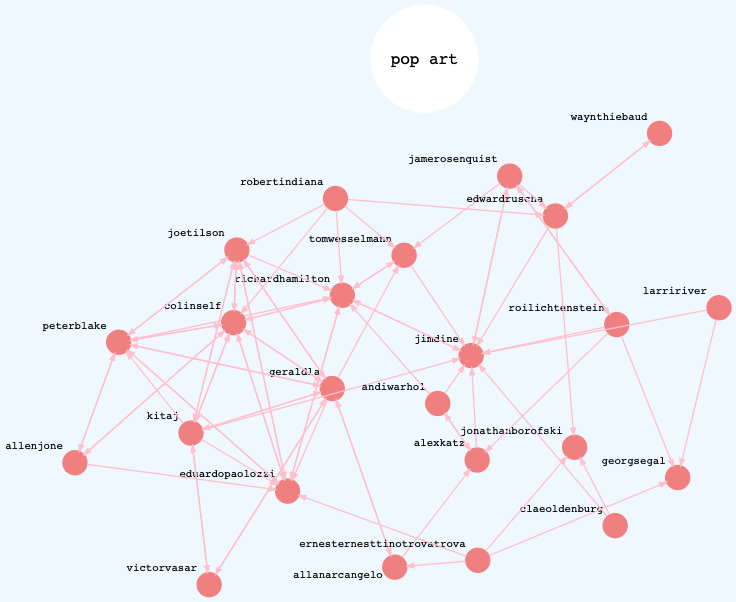 pop art
waynthiebaud
jamerosenquist
robertindiana
edwardruscha
joetilson
tomwesselmann
richardhamilton
larririver
colinself
roilichtenstein
peterblake
jimdine
geraldla
andiwarhol
kitaj
jonathanborofski
allenjone
alexkatz
georgsegal
eduardopaolozzi
claeoldenburg
ernesternesttinotrovatrova
victorvasar
allanarcangelo